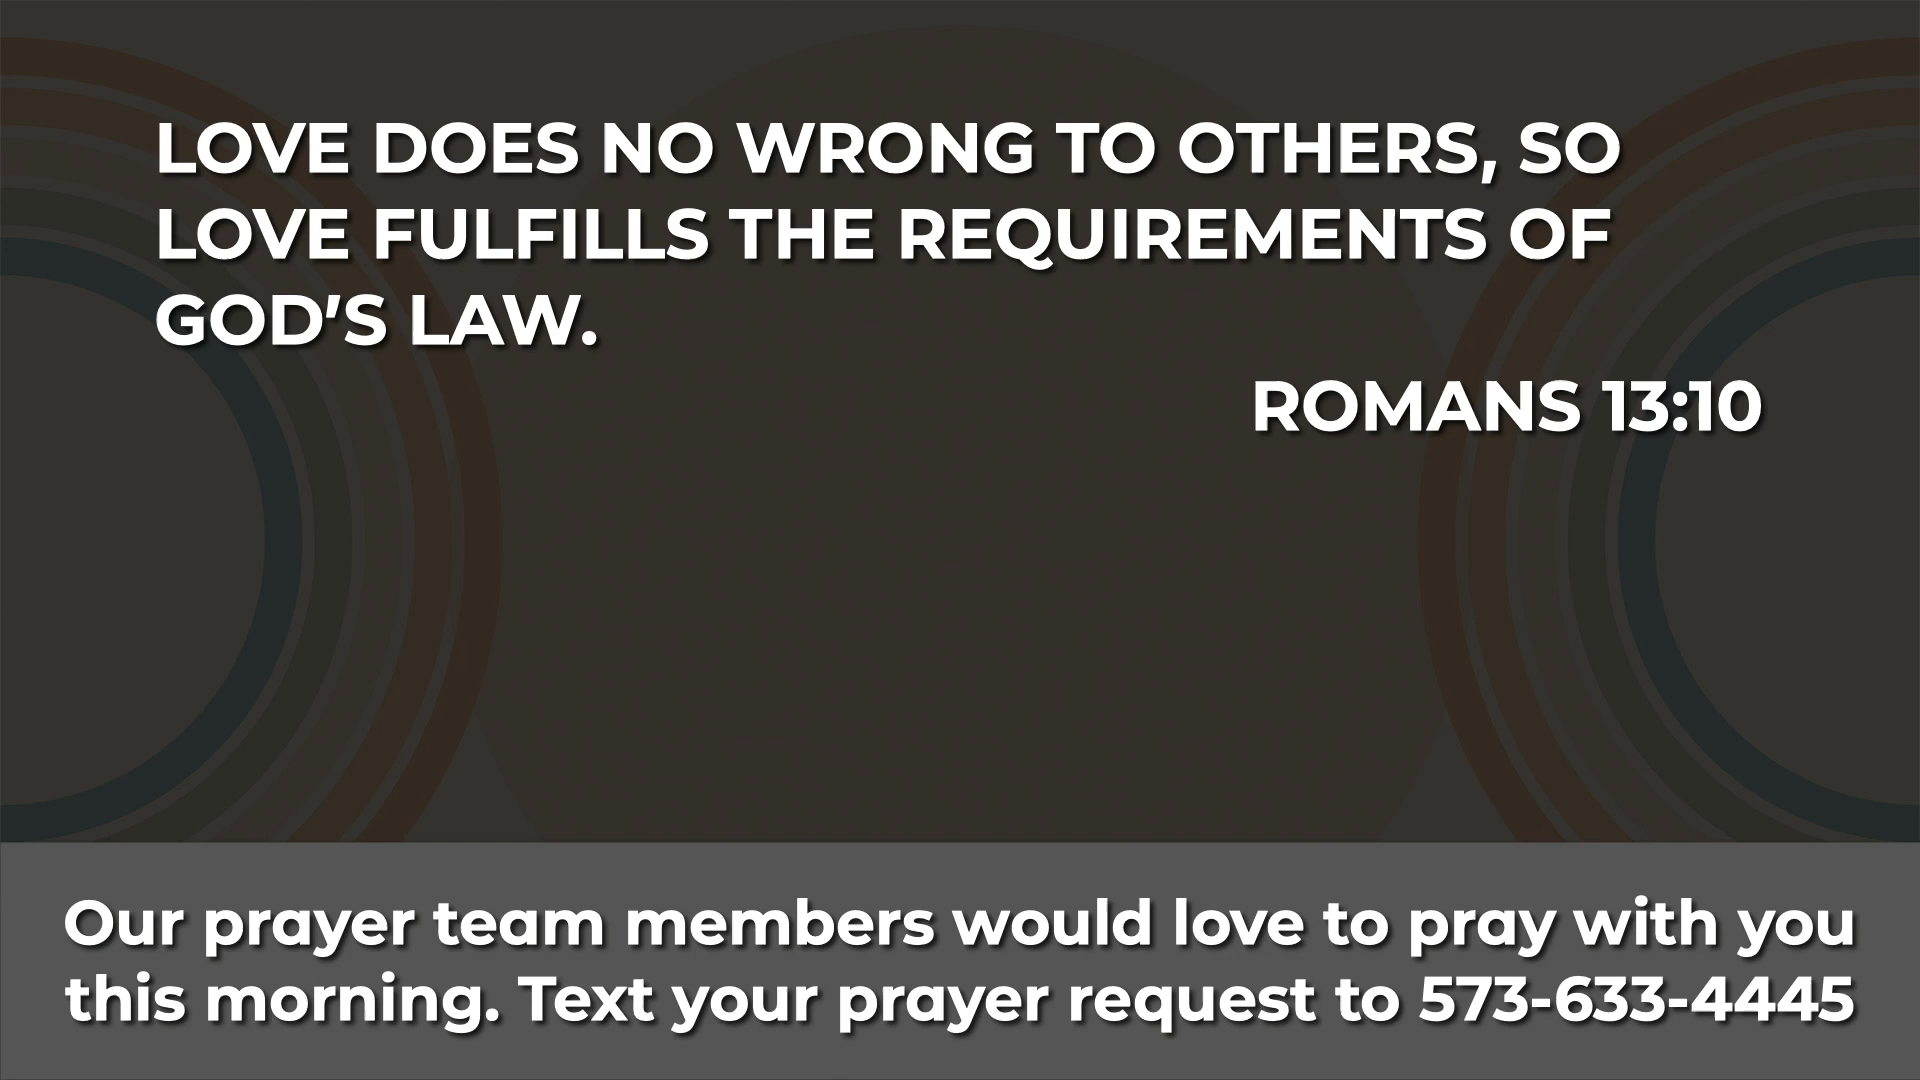 LOVE DOES NO WRONG TO OTHERS, SO
LOVE FULFILLS THE REQUIREMENTS OF
GOD'S LAW.
ROMANS 13:10
Our prayer team members would love to pray with you
this morning. Text your prayer request to 573-633-4445